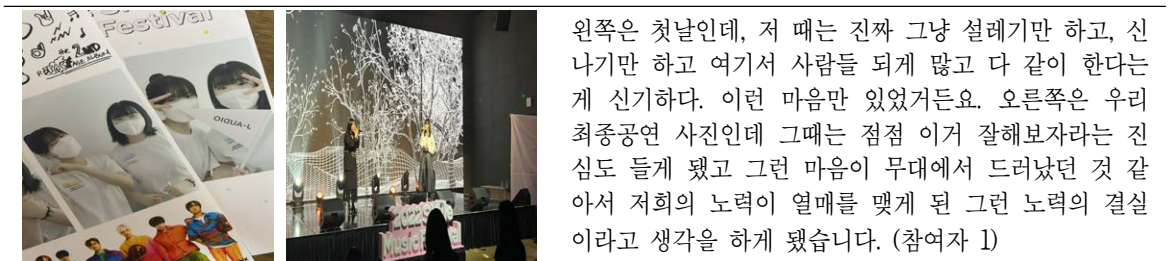 Festival
the 2ND
왼쪽은 첫날인데, 저 때는 진짜 그냥 설레기만 하고, 신
나기만 하고 여기서 사람들 되게 많고 다 같이 한다는
게 신기하다. 이런 마음만 있었거든요. 오른쪽은 우리
최종공연 사진인데 그때는 점점 이거 잘해보자라는 진
심도 들게 됐고 그런 마음이 무대에서 드러났던 것 같
아서 저희의 노력이 열매를 맺게 된 그런 노력의 결실
이라고 생각을 하게 됐습니다. (참여자 1)